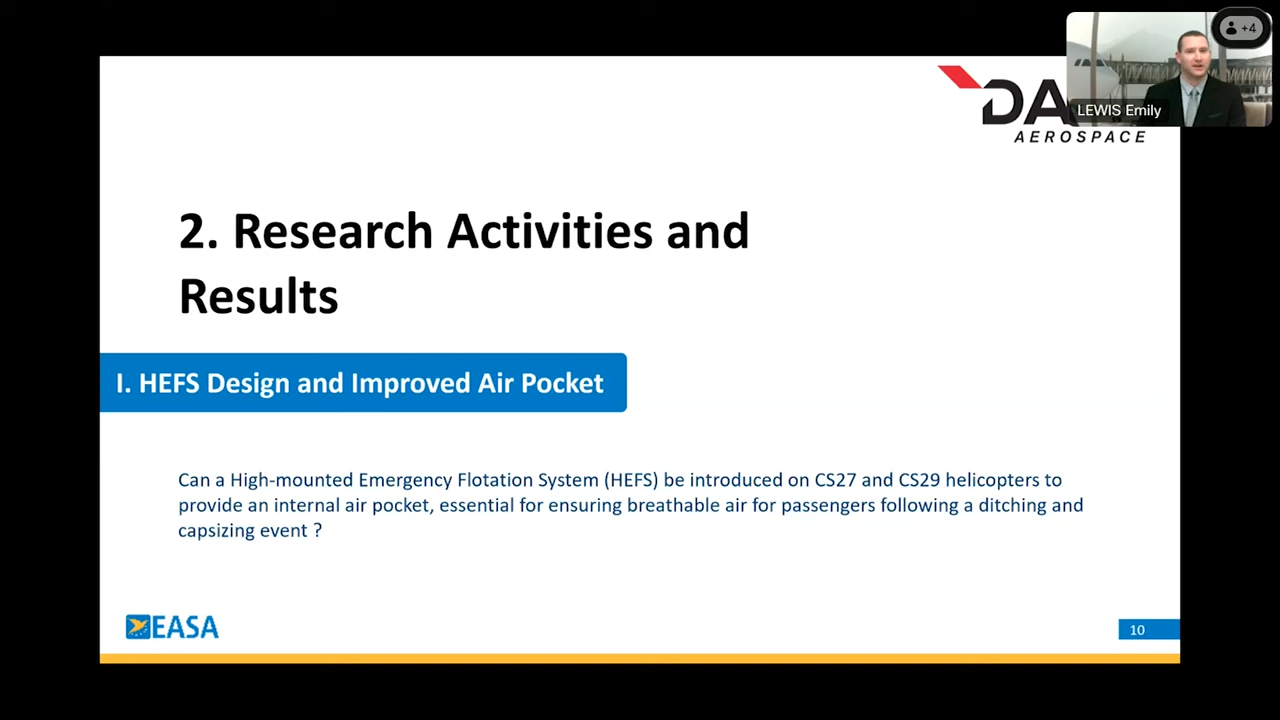 +4
LEWIS Emily
AEROSPACE
2. Research Activities and
Results
I. HEFS Design and Improved Air Pocket
Can a High-mounted Emergency Flotation System (HEFS) be introduced on CS27 and CS29 helicopters to
provide an internal air pocket, essential for ensuring breathable air for passengers following a ditching and
capsizing event ?
EASA
10